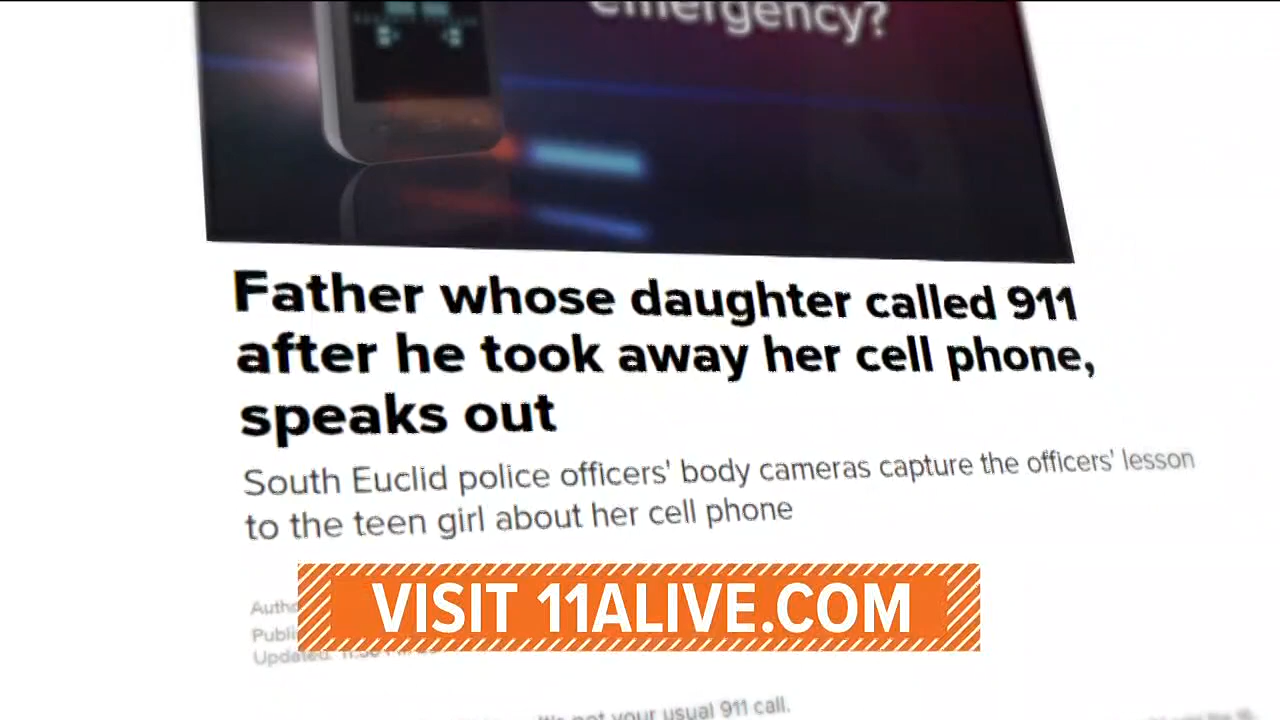 emergency?
Father whose daughter called 911
after he took away her cell phone,
speaks out
South Euclid police officers' body cameras capture the officers' lesson
to the teen girl about her cell phone
VISIT 11ALIVE.COM
Updated:
not your usual 911 call.